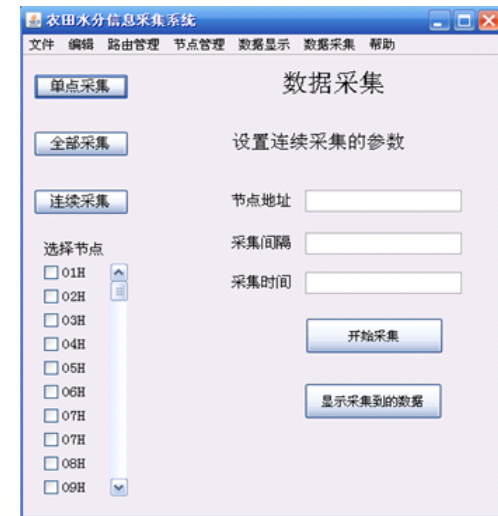 农田水分信息采集系统
文件 编辑 路由管理 节点管理 数据显示 数据采集 帮助
单点采集
全部采集
连续采集
选择节点
01H
02H
03H
04H
05H
06H
07H
07H
08H
09H
数据采集
设置连续采集的参数
节点地址
采集间隔
采集时间
开始采集
显示采集到的数据